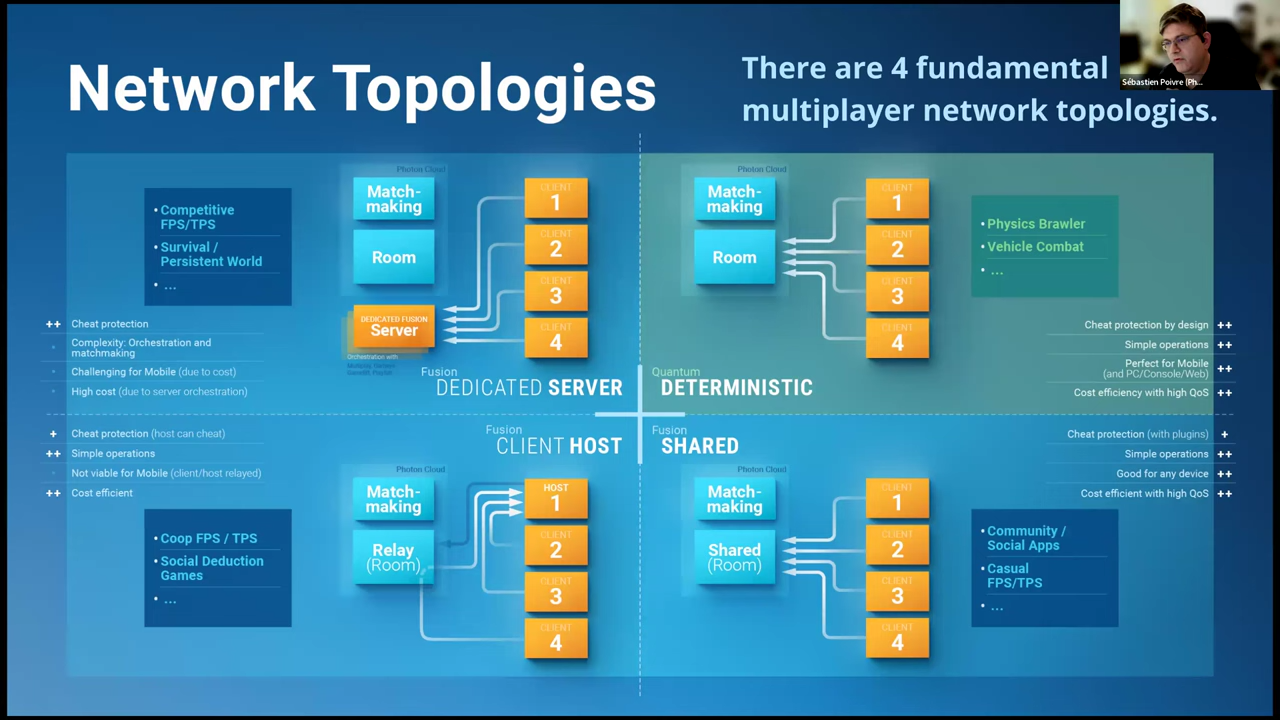 Network Topologies
There are 4 fundamental
multiplayer network topologies.
Sébastien Poivre (Ph...
• Competitive
FPS/TPS
• Survival /
Persistent World
• ...
Photon Cloud
Match-
making
Room
DEDICATED FUSION
Server
Orchestration with
CLIENT
1
CLIENT
2
CLIENT
3
CLIENT
4
++ Cheat protection
Complexity: Orchestration and
matchmaking
Challenging for Mobile (due to cost)
High cost (due to server orchestration)
Fusion
DEDICATED SERVER
Photon Cloud
Match-
making
Room
CLIENT
1
CLIENT
2
CLIENT
3
CLIENT
4
• Physics Brawler
• Vehicle Combat
• ...
Cheat protection by design ++
Simple operations ++
Perfect for Mobile
(and PC/Console/Web) ++
Cost efficiency with high QoS ++
Quantum
DETERMINISTIC
Fusion
CLIENT HOST
+ Cheat protection (host can cheat)
++ Simple operations
Not viable for Mobile (client/host relayed)
++ Cost efficient
• Coop FPS / TPS
• Social Deduction
Games
• ...
Photon Cloud
Match-
making
Relay
(Room)
HOST
1
CLIENT
2
CLIENT
3
CLIENT
4
Fusion
SHARED
Photon Cloud
Match-
making
Shared
(Room)
CLIENT
1
CLIENT
2
CLIENT
3
CLIENT
4
Cheat protection (with plugins) +
Simple operations ++
Good for any device ++
Cost efficient with high QoS ++
• Community /
Social Apps
• Casual
FPS/TPS
• ...